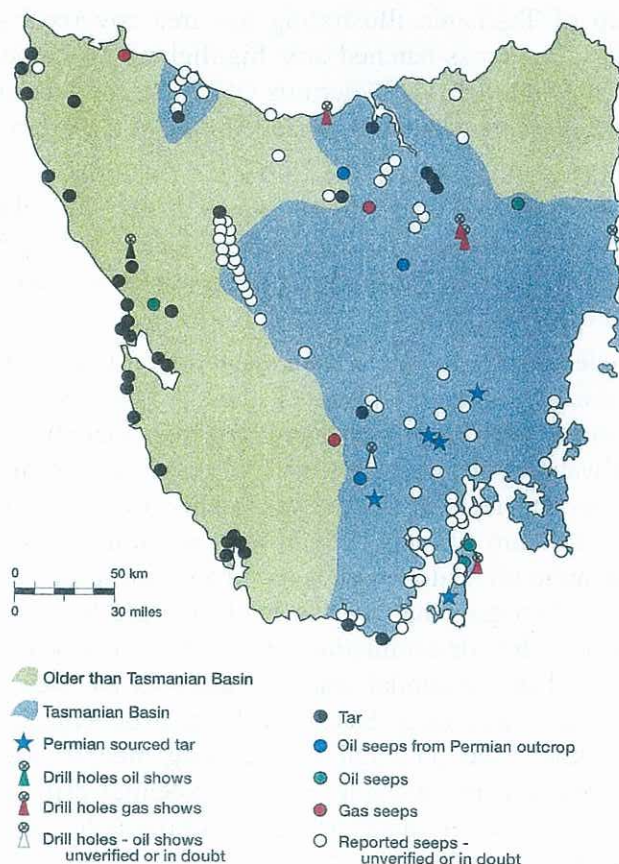 0 50 km
0 30 miles
Older than Tasmanian Basin
Tasmanian Basin
Permian sourced tar
Drill holes oil shows
Drill holes gas shows
Drill holes - oil shows
unverified or in doubt
Tar
Oil seeps from Permian outcrop
Oil seeps
Gas seeps
Reported seeps -
unverified or in doubt